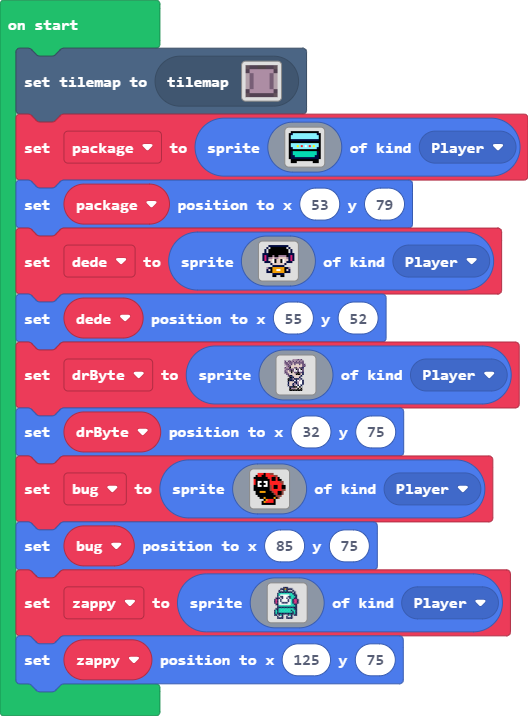 on start
set tilemap to tilemap
set package to sprite of kind Player
set package position to x 53 y 79
set dede to sprite of kind Player
set dede position to x 55 y 52
set drByte to sprite of kind Player
set drByte position to x 32 y 75
set bug to sprite of kind Player
set bug position to x 85 y 75
set zappy to sprite of kind Player
set zappy position to x 125 y 75